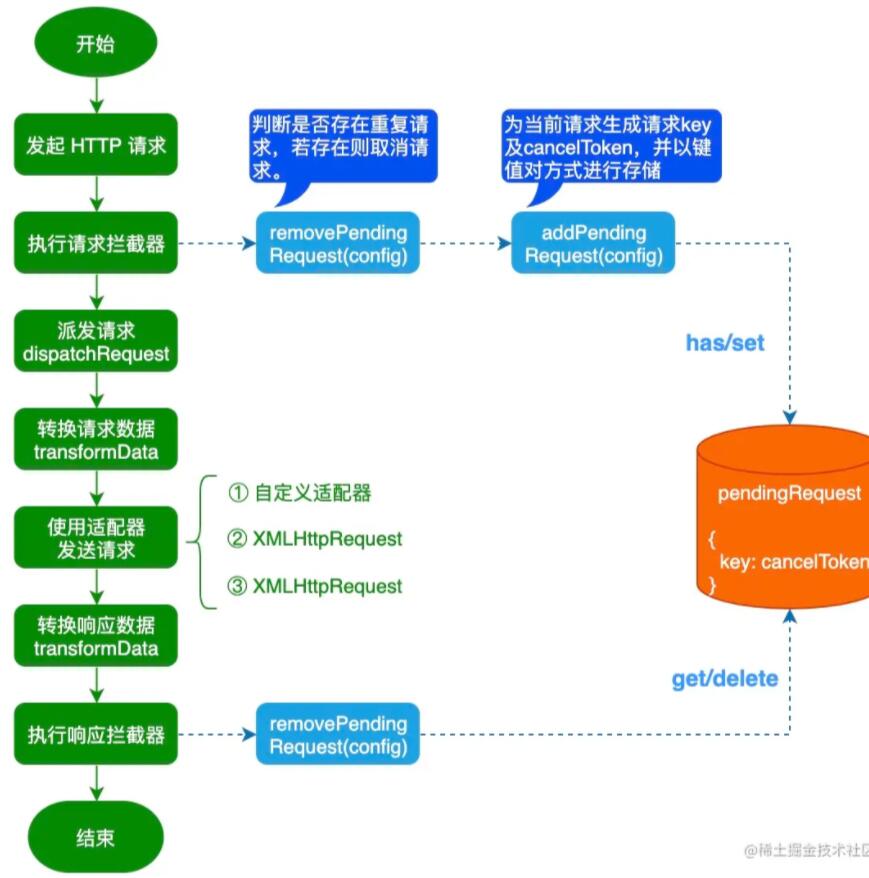 开始
发起 HTTP 请求
判断是否存在重复请
求，若存在则取消请
求。
为当前请求生成请求key
及cancelToken，并以键
值对方式进行存储
执行请求拦截器
removePending
Request(config)
addPending
Request(config)
派发请求
dispatchRequest
has/set
转换请求数据
transformData
使用适配器
发送请求
① 自定义适配器
② XMLHttpRequest
③ XMLHttpRequest
pendingRequest
{
key: cancelToken
}
转换响应数据
transformData
get/delete
执行响应拦截器
removePending
Request(config)
结束
@稀土掘金技术社区